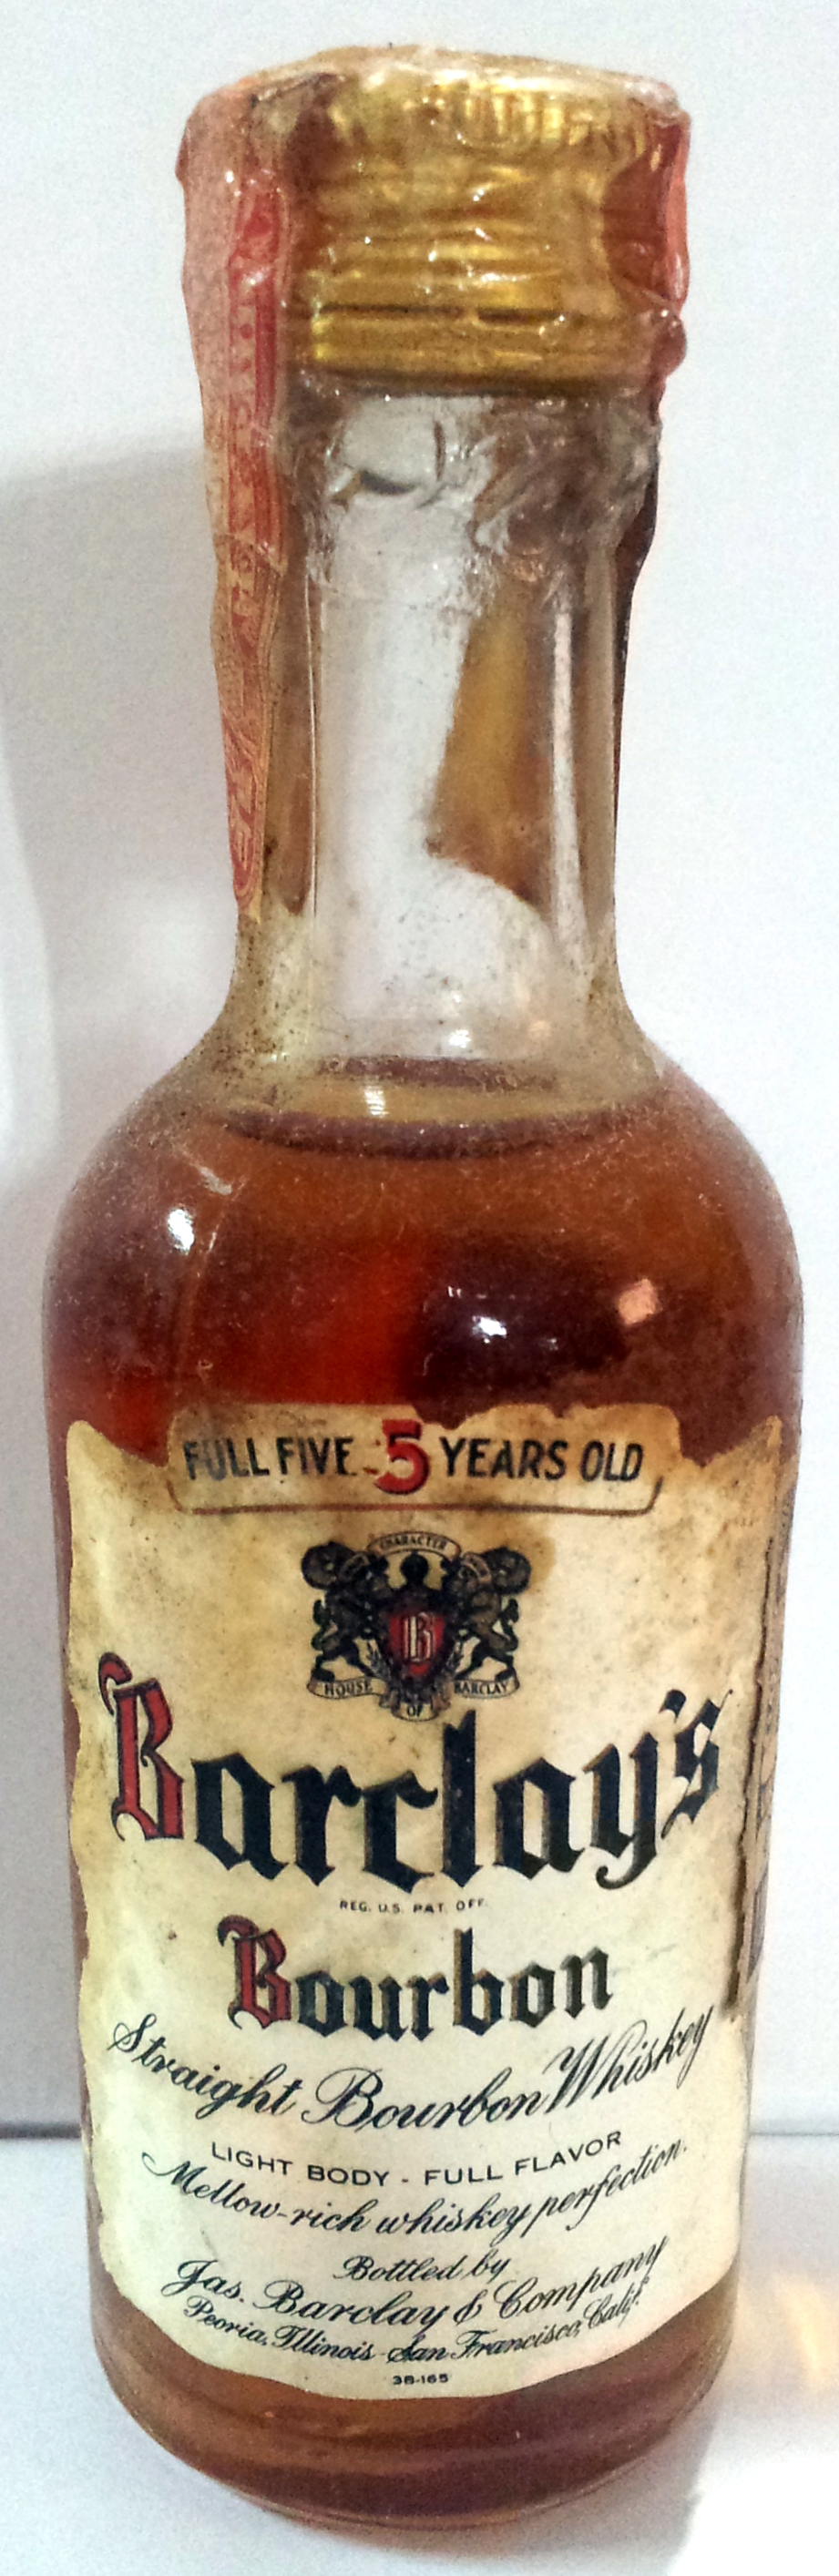 FULL FIVE 5 YEARS OLD
CHARACTER
B
HOUSE OF BARCLAY
Barclay's
REG. U.S. PAT. OFF.
Bourbon
Straight Bourbon Whiskey
LIGHT BODY - FULL FLAVOR
Mellow-rich whiskey perfection.
Bottled by
Jas. Barclay & Company
Peoria, Illinois - San Francisco, Calif.
38-165